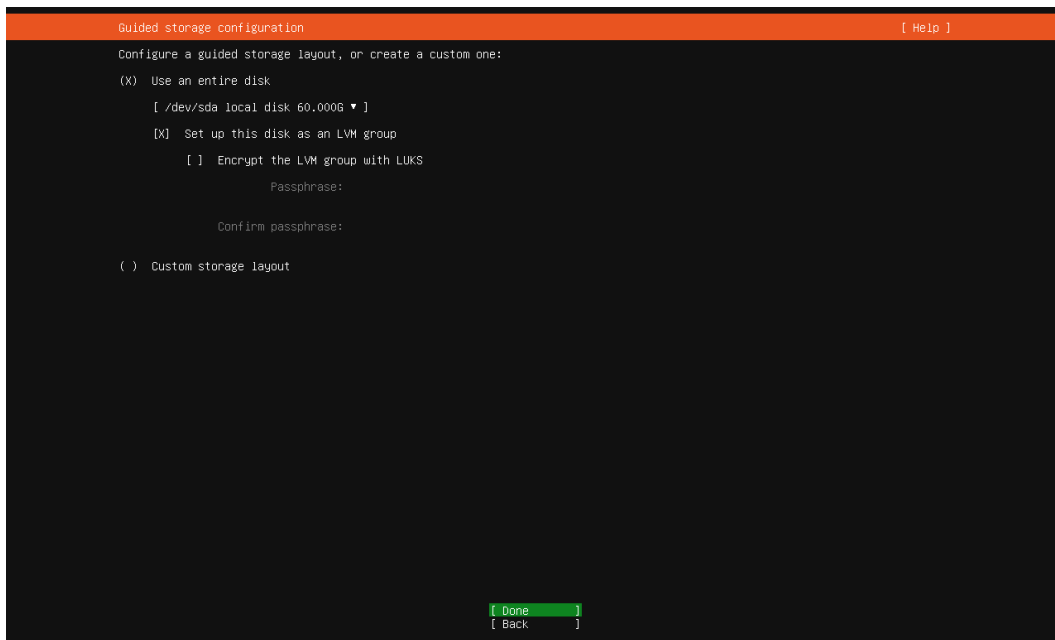 Guided storage configuration [ Help ]
Configure a guided storage layout, or create a custom one:
(X) Use an entire disk
[ /dev/sda local disk 60.000G ▾ ]
[X] Set up this disk as an LVM group
[ ] Encrypt the LVM group with LUKS
Passphrase:
Confirm passphrase:
( ) Custom storage layout
[ Done ]
[ Back ]